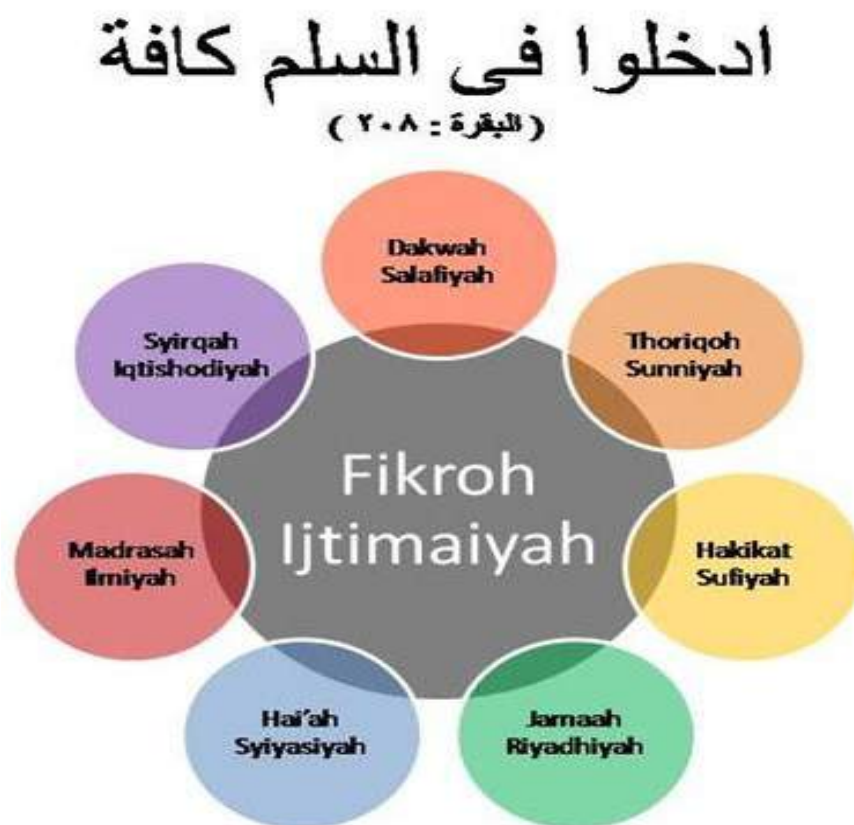 ادخلوا فى السلم كافة
(البقرة : ٢٠٨ )
Dakwah
Salafiyah
Thoriqoh
Sunniyah
Hakikat
Sufiyah
Jamaah
Riyadhiyah
Hai'ah
Syiyasiyah
Madrasah
Ilmiyah
Syirqah
Iqtishodiyah
Fikroh
Ijtimaiyah